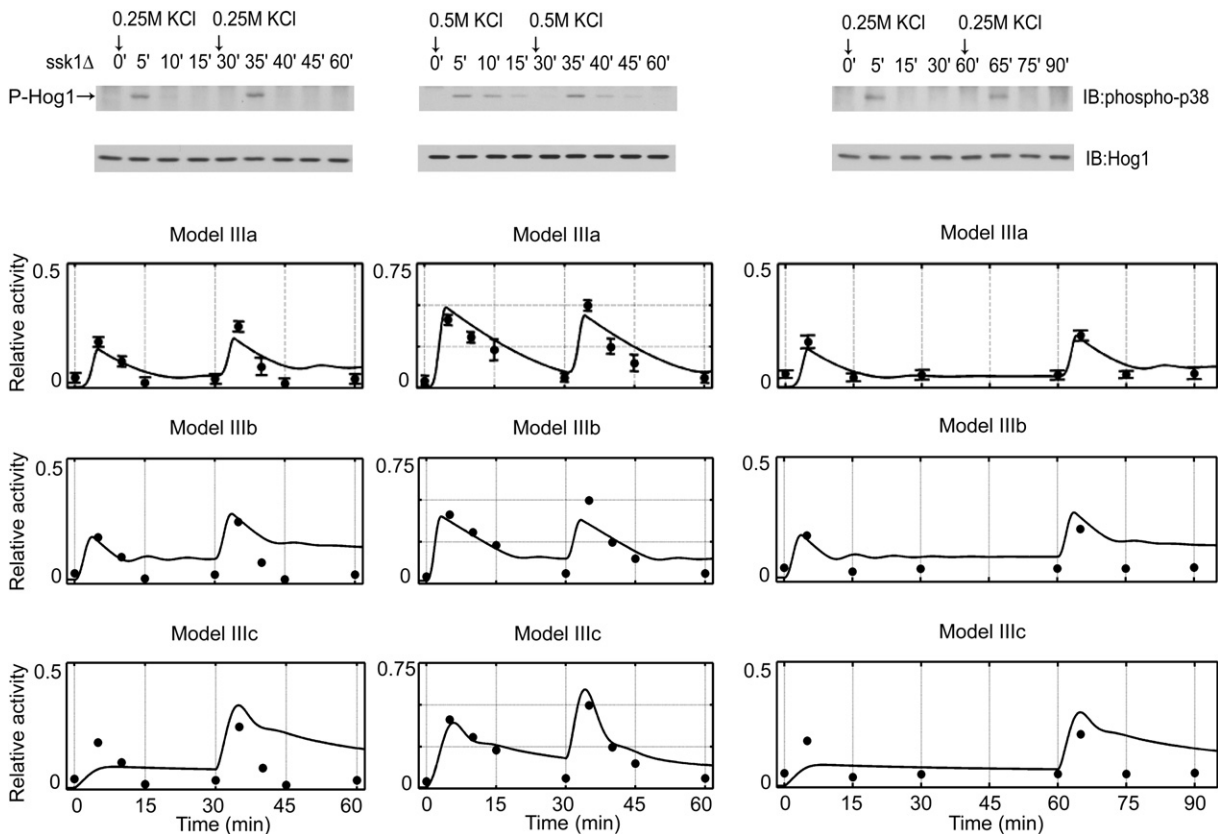 0.25M KCl 0.25M KCl 0.5M KCl 0.5M KCl 0.25M KCl 0.25M KCl
ssk1Δ 0' 5' 10' 15' 30' 35' 40' 45' 60' 0' 5' 10' 15' 30' 35' 40' 45' 60' 0' 5' 15' 30' 60' 65' 75' 90'
P-Hog1→ IB:phospho-p38
IB:Hog1
Model IIIa Model IIIa Model IIIa
Relative activity
0.5 0.75 0.5
0 0 0
Model IIIb Model IIIb Model IIIb
Relative activity
0.5 0.75 0.5
0 0 0
Model IIIc Model IIIc Model IIIc
Relative activity
0.5 0.75 0.5
0 0 0
0 15 30 45 60 0 15 30 45 60 0 15 30 45 60 75 90
Time (min) Time (min) Time (min)